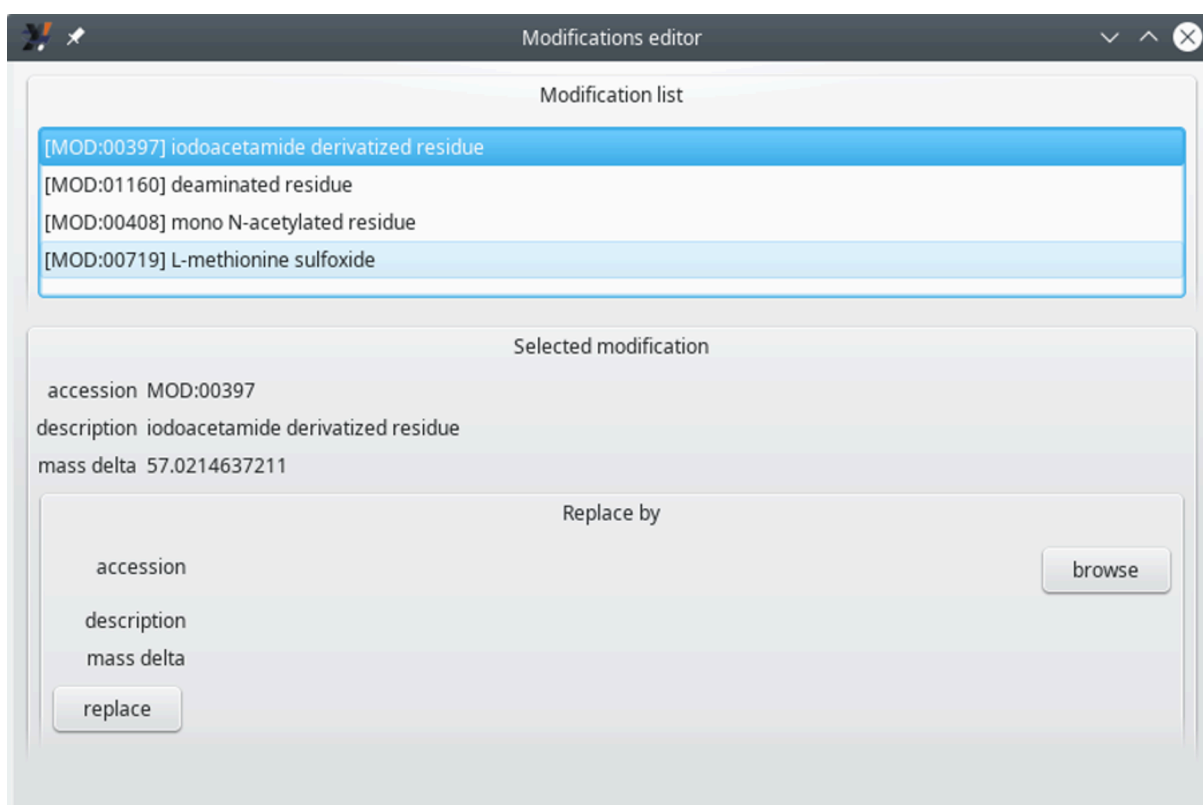 Modifications editor
Modification list
[MOD:00397] iodoacetamide derivatized residue
[MOD:01160] deaminated residue
[MOD:00408] mono N-acetylated residue
[MOD:00719] L-methionine sulfoxide
Selected modification
accession MOD:00397
description iodoacetamide derivatized residue
mass delta 57.0214637211
Replace by
accession browse
description
mass delta
replace